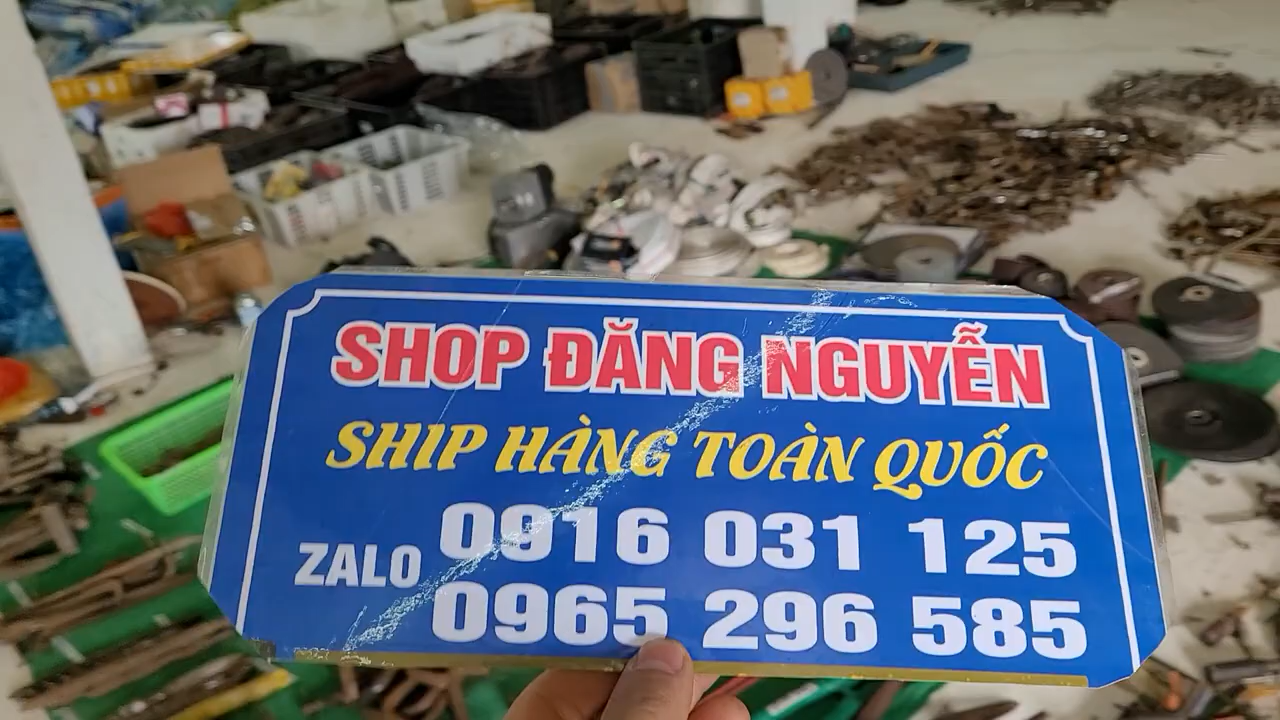 SHOP ĐĂNG NGUYỄN
SHIP HÀNG TOÀN QUỐC
ZALO
0916 031 125
0965 296 585